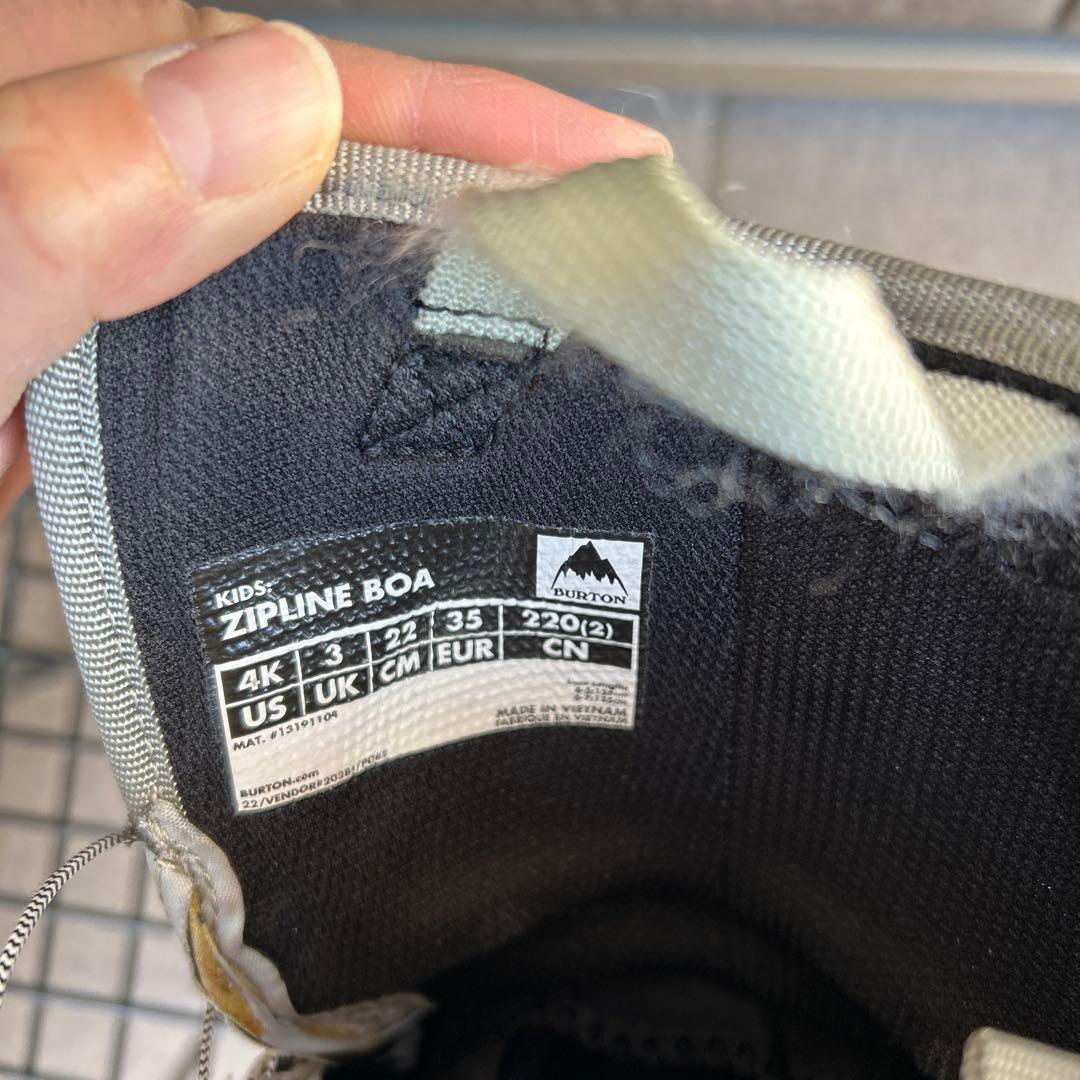 KIDS:
ZIPLINE BOA
BURTON
4K 3 22 35 220(2)
US UK CM EUR CN
MAT. #13191104
MADE IN VIETNAM
FABRIQUE EN VIETNAM
BURTON.com